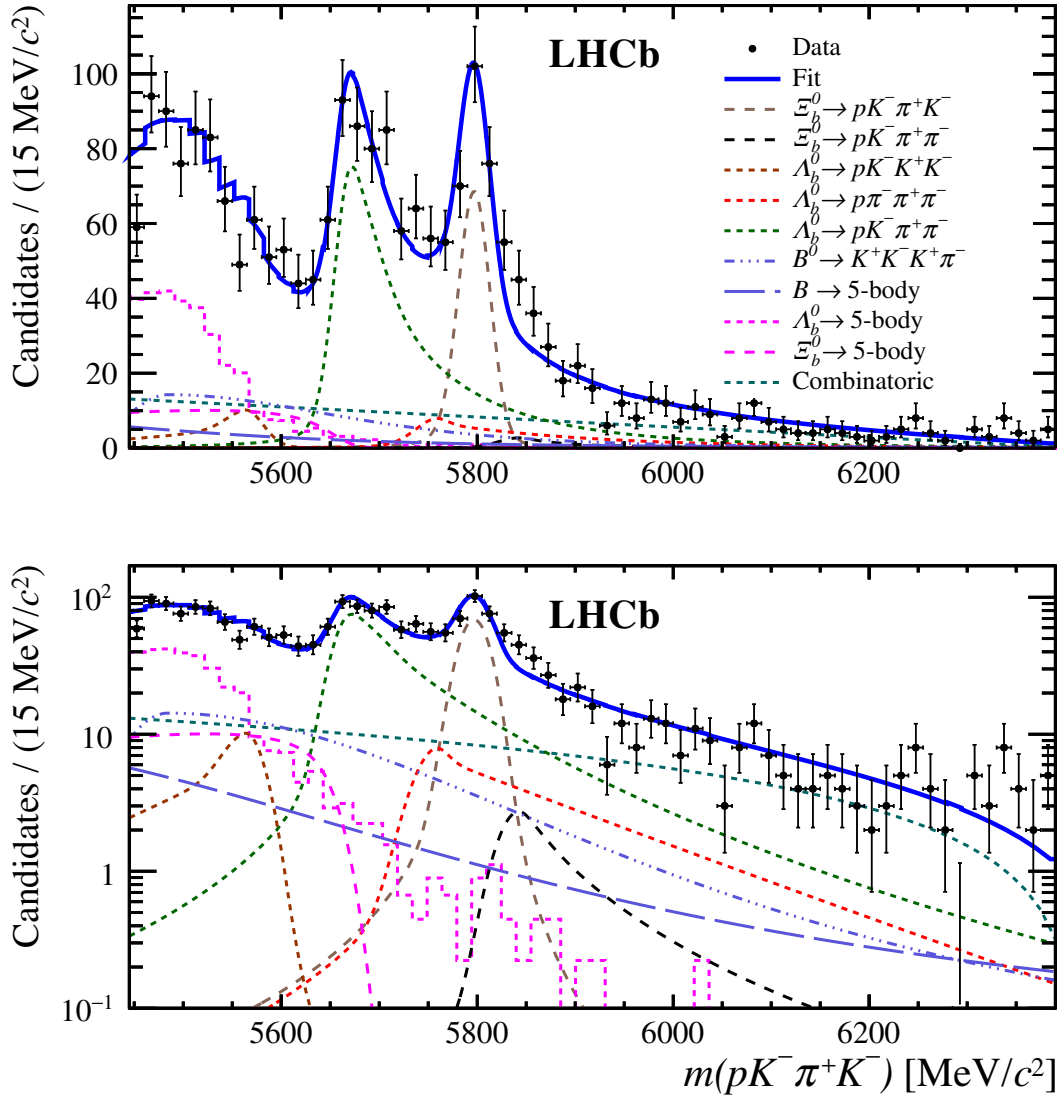 Candidates / (15 MeV/c²)
100
80
60
40
20
0
5600
5800
6000
6200
LHCb
Data
Fit
Ξb⁰→ pK⁻π⁺K⁻
Ξb⁰→ pK⁻π⁺π⁻
Λb⁰→ pK⁻K⁺K⁻
Λb⁰→ pπ⁻π⁺π⁻
Λb⁰→ pK⁻π⁺π⁻
B⁰→ K⁺K⁻K⁺π⁻
B → 5-body
Λb⁰→ 5-body
Ξb⁰→ 5-body
Combinatoric
Candidates / (15 MeV/c²)
10²
10
1
10⁻¹
LHCb
5600
5800
6000
6200
m(pK⁻π⁺K⁻) [MeV/c²]